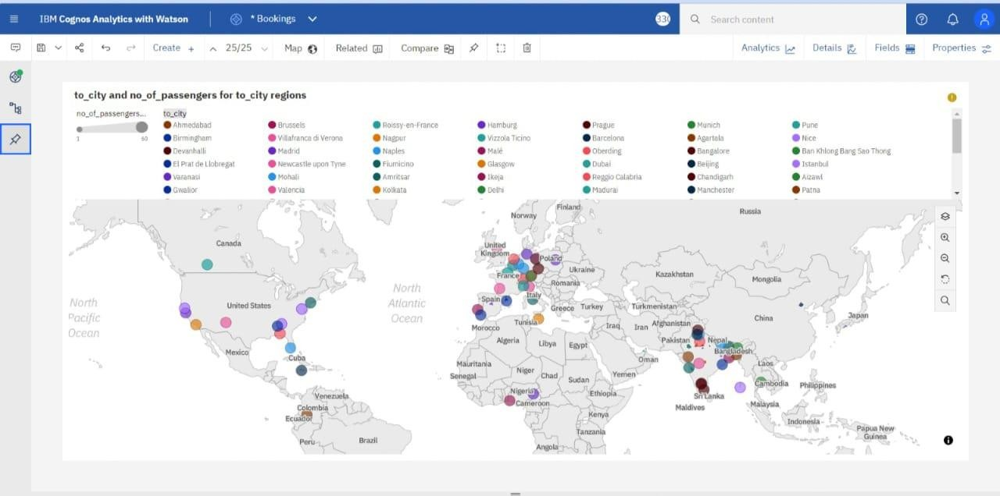 IBM Cognos Analytics with Watson
* Bookings
Search content
Create +
25/25
Map
Related
Compare
Analytics
Details
Fields
Properties
to_city and no_of_passengers for to_city regions
no_of_passengers...
1 60
to_city
Ahmedabad Brussels Roissy-en-France Hamburg Prague Munich Pune
Birmingham Villafranca di Verona Nagpur Vizzola Ticino Barcelona Agartala Nice
Devanhalli Madrid Naples Malé Oberding Bangalore Ban Khlong Bang Sao Thong
El Prat de Llobregat Newcastle upon Tyne Fiumicino Glasgow Dubai Beijing Istanbul
Varanasi Mohali Amritsar Ikeja Reggio Calabria Chandigarh Aizawl
Gwalior Valencia Kolkata Delhi Madurai Manchester Patna
Finland
Norway
Russia
Canada
United
Kingdom
Poland
Ukraine
France
Kazakhstan
Mongolia
Romania
North
Pacific
Ocean
North
Atlantic
Ocean
United States
Spain
Italy
Greece
Turkey
Turkmenistan
China
Japan
Tunisia
Morocco
Iraq
Iran
Afghanistan
Pakistan
Nepal
Algeria
Libya
Egypt
Bangladesh
Mexico
Cuba
Oman
Mauritania
Senegal
Niger
Chad
Sudan
Yemen
Laos
Cambodia
Philippines
Venezuela
Nigeria
Cameroon
Ethiopia
Sri Lanka
Maldives
Malaysia
Colombia
Ecuador
Kenya
Indonesia
Papua New
Guinea
Tanzania
Peru
Brazil
Angola